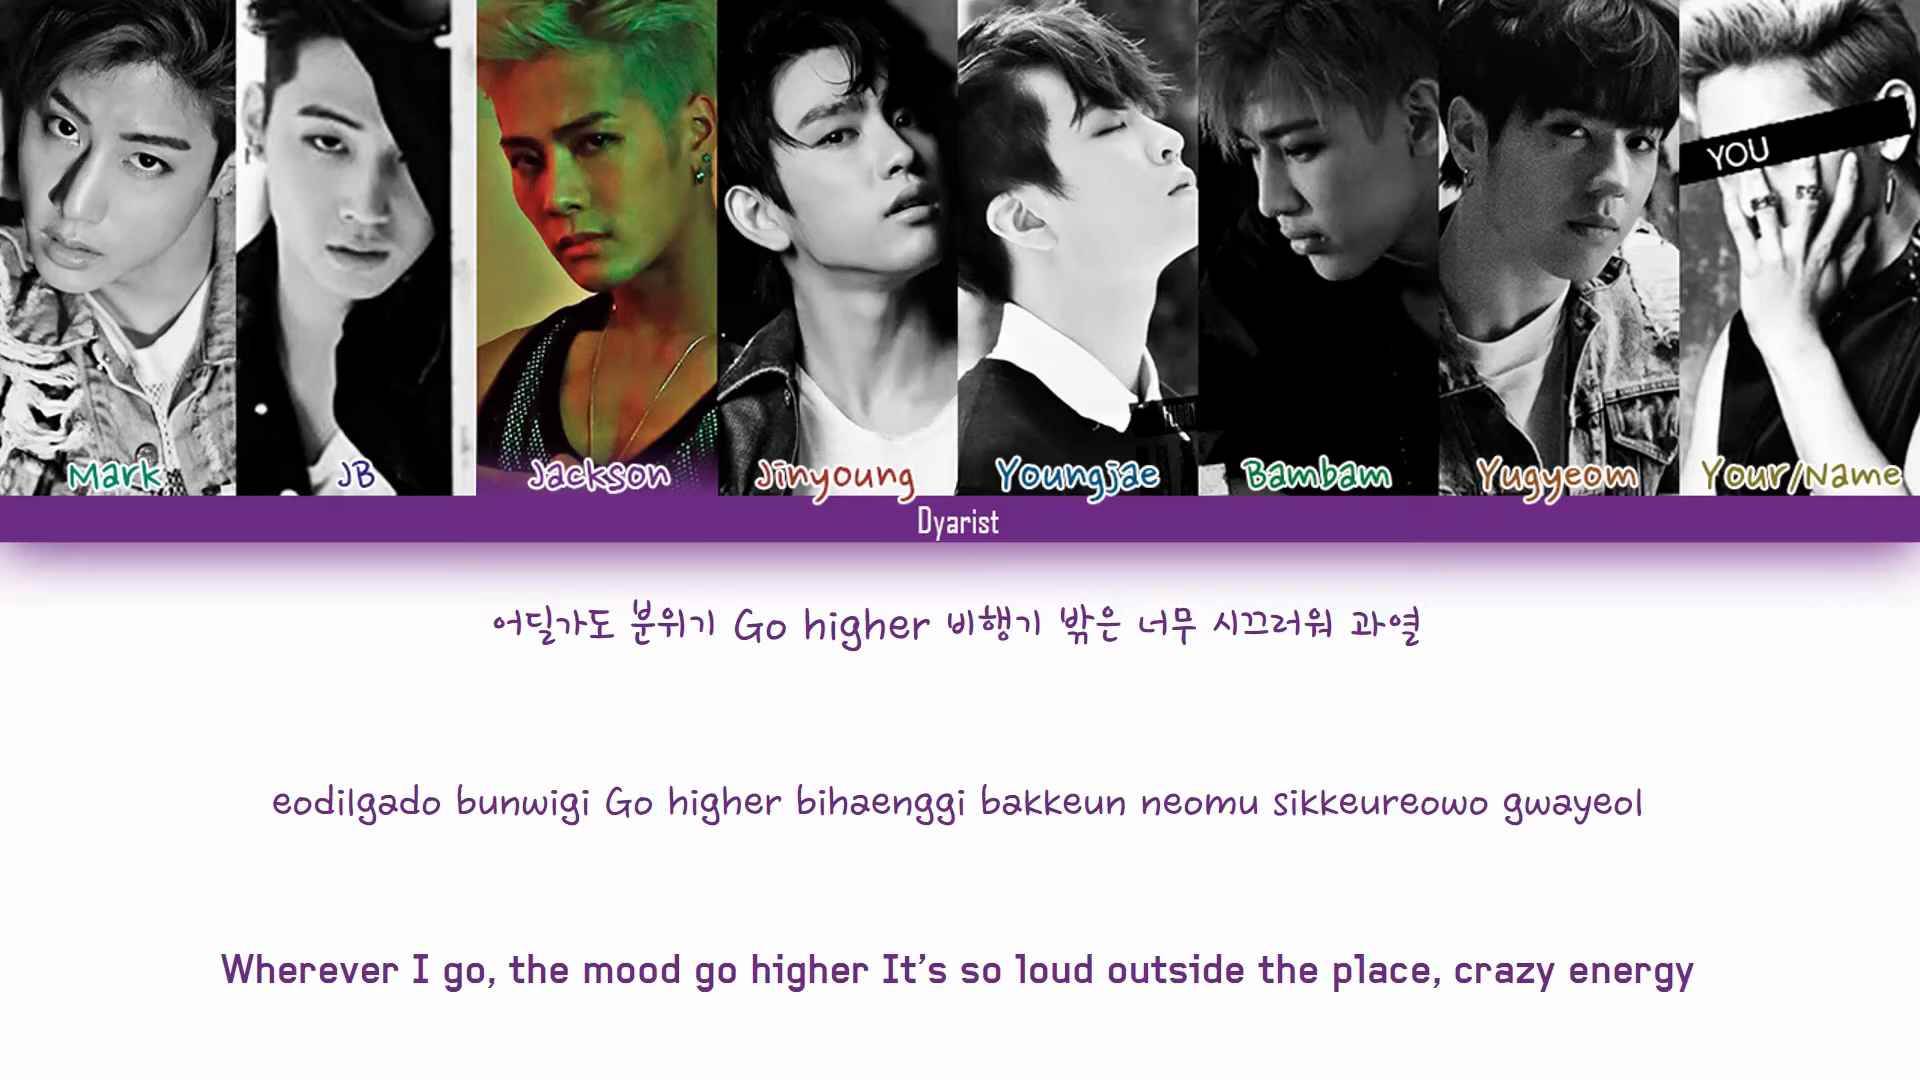 YOU
Mark
JB
Jackson
Jinyoung
Youngjae
Bambam
Yugyeom
Your/Name
Dyarist
어딜가도 분위기 Go higher 비행기 밖은 너무 시끄러워 과열
eodilgado bunwigi Go higher bihaenggi bakkeun neomu sikkeureowo gwayeol
Wherever I go, the mood go higher It's so loud outside the place, crazy energy